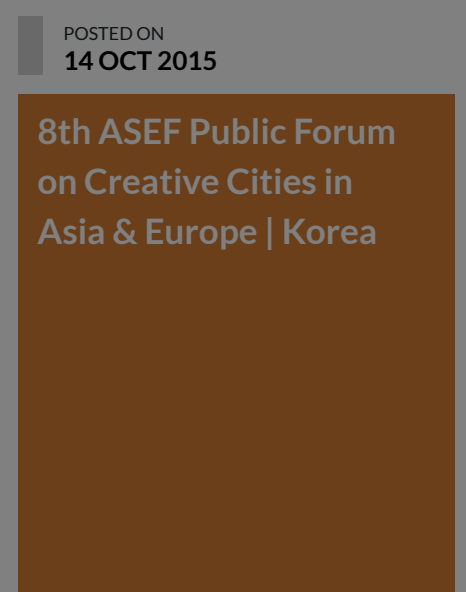 POSTED ON
14 OCT 2015
8th ASEF Public Forum
on Creative Cities in
Asia & Europe | Korea